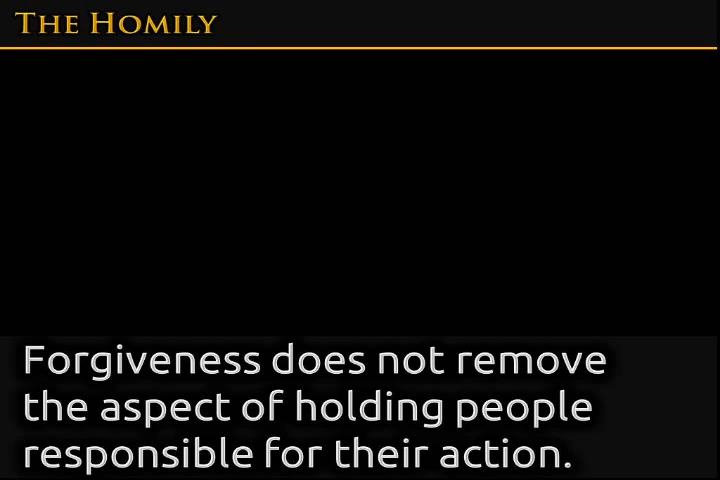 The Homily
Forgiveness does not remove
the aspect of holding people
responsible for their action.